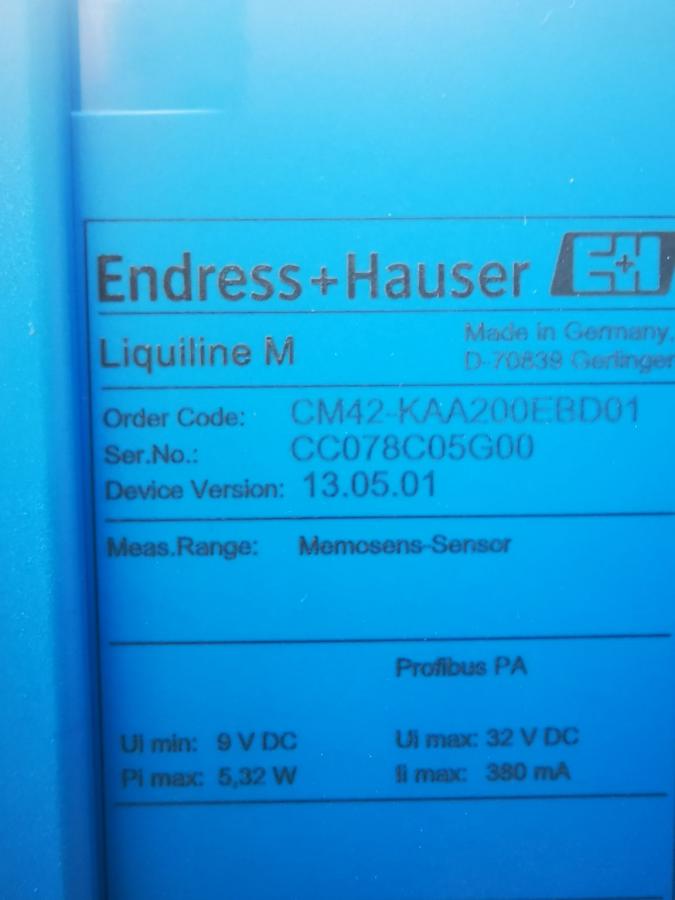 Endress+Hauser E+H
Liquiline M
Made in Germany,
D-70839 Gerlinger
Order Code: CM42-KAA200EBD01
Ser.No.: CC078C05G00
Device Version: 13.05.01
Meas.Range: Memosens-Sensor
Profibus PA
Ui min: 9 V DC Ui max: 32 V DC
Pi max: 5,32 W Ii max: 380 mA